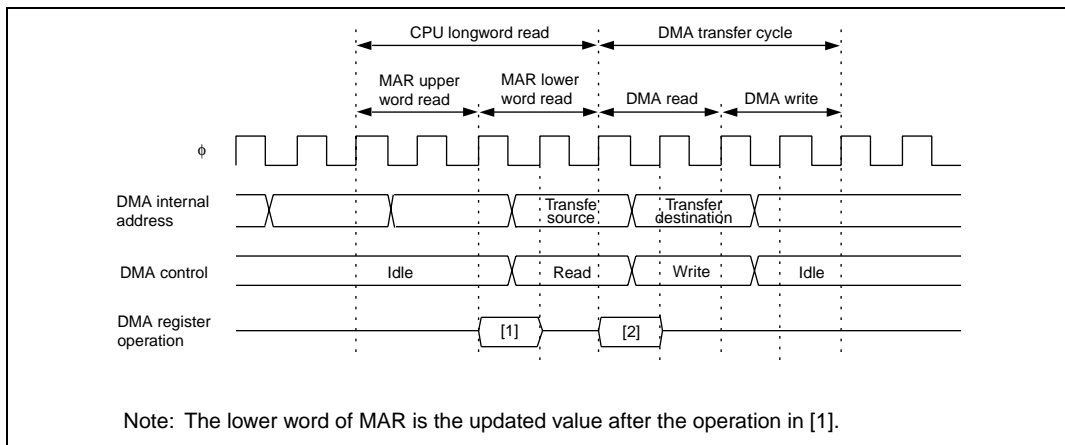 CPU longword read
DMA transfer cycle
MAR upper
word read
MAR lower
word read
DMA read
DMA write
ϕ
DMA internal
address
Transfe
source
Transfer
destination
DMA control
Idle
Read
Write
Idle
DMA register
operation
[1]
[2]
Note: The lower word of MAR is the updated value after the operation in [1].